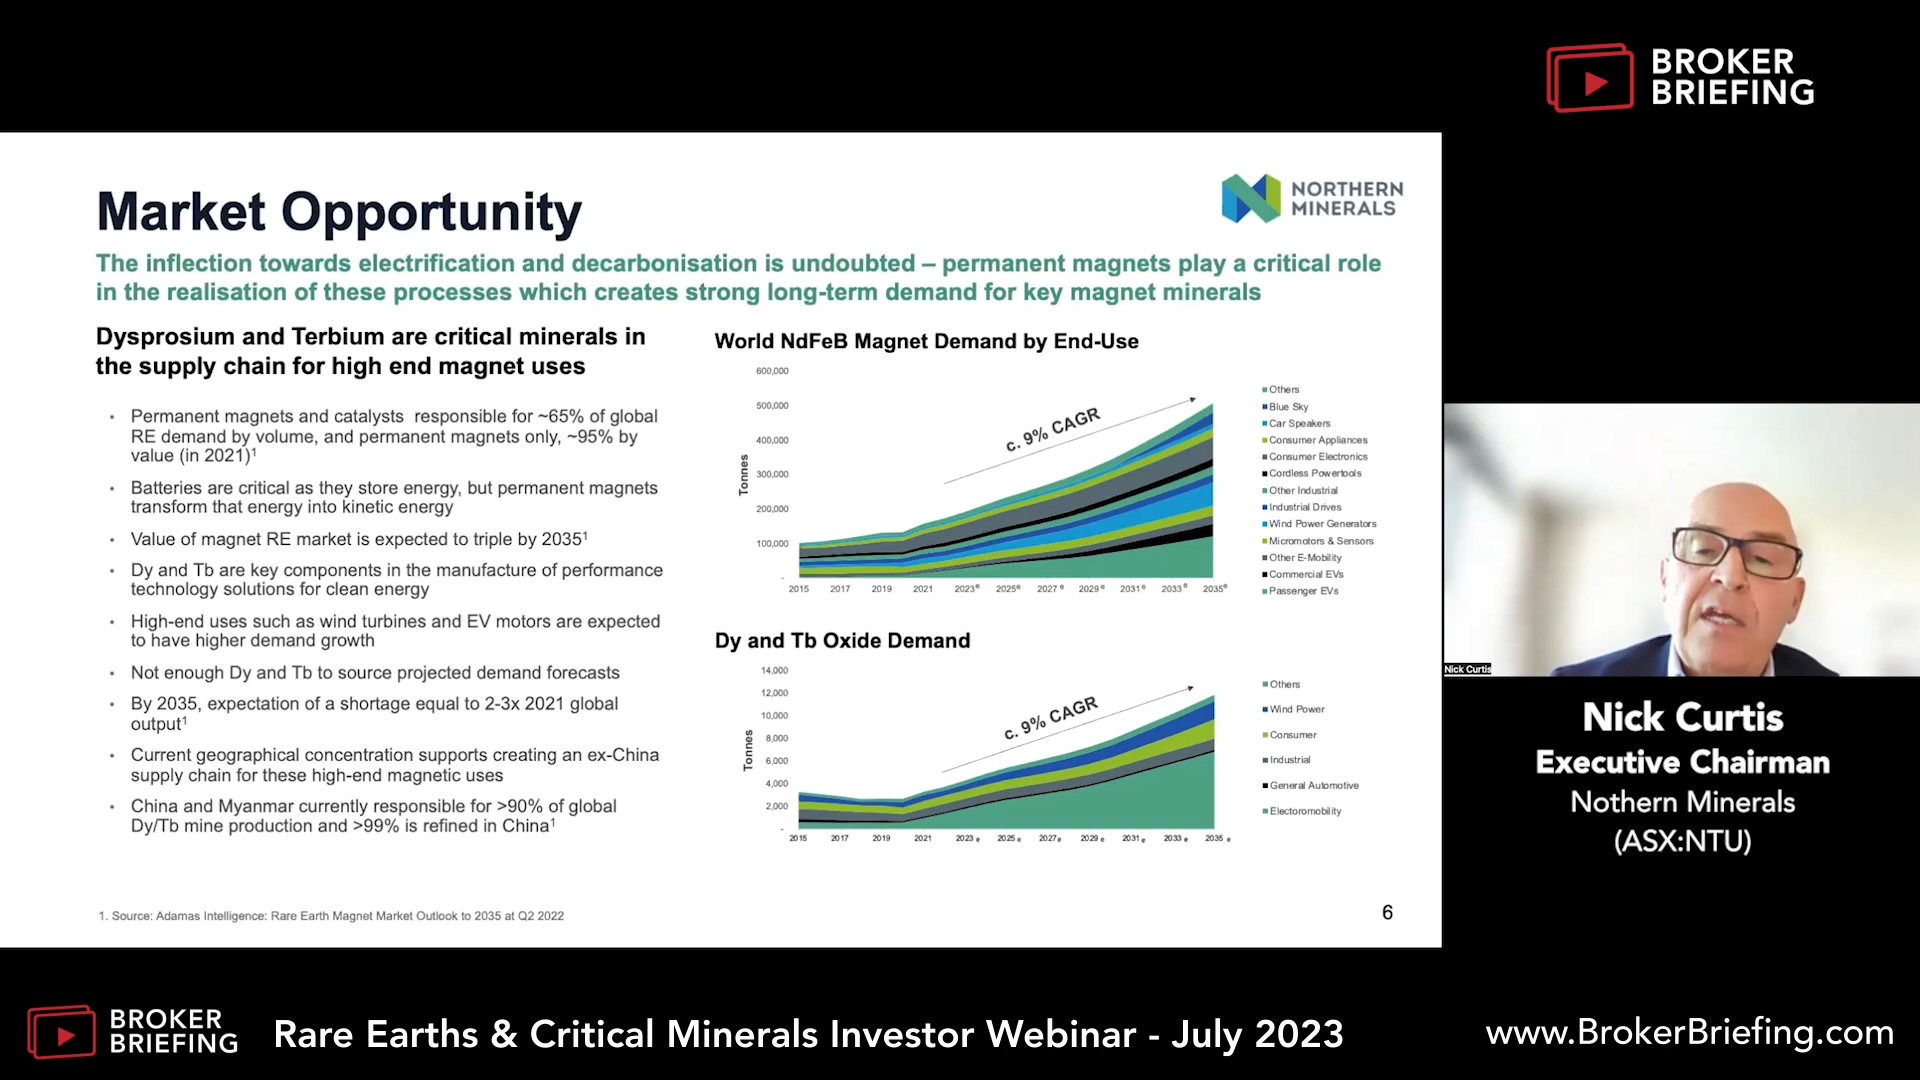 BROKER
BRIEFING
Market Opportunity
NORTHERN
MINERALS
The inflection towards electrification and decarbonisation is undoubted – permanent magnets play a critical role
in the realisation of these processes which creates strong long-term demand for key magnet minerals
Dysprosium and Terbium are critical minerals in
the supply chain for high end magnet uses
• Permanent magnets and catalysts responsible for ~65% of global
RE demand by volume, and permanent magnets only, ~95% by
value (in 2021)1
• Batteries are critical as they store energy, but permanent magnets
transform that energy into kinetic energy
• Value of magnet RE market is expected to triple by 20351
• Dy and Tb are key components in the manufacture of performance
technology solutions for clean energy
• High-end uses such as wind turbines and EV motors are expected
to have higher demand growth
• Not enough Dy and Tb to source projected demand forecasts
• By 2035, expectation of a shortage equal to 2-3x 2021 global
output1
• Current geographical concentration supports creating an ex-China
supply chain for these high-end magnetic uses
• China and Myanmar currently responsible for >90% of global
Dy/Tb mine production and >99% is refined in China1
World NdFeB Magnet Demand by End-Use
600,000
500,000
400,000
300,000
200,000
100,000
-
Tonnes
c. 9% CAGR
2015 2017 2019 2021 2023e 2025e 2027e 2029e 2031e 2033e 2035e
Others
Blue Sky
Car Speakers
Consumer Appliances
Consumer Electronics
Cordless Powertools
Other Industrial
Industrial Drives
Wind Power Generators
Micromotors & Sensors
Other E-Mobility
Commercial EVs
Passenger EVs
Dy and Tb Oxide Demand
14,000
12,000
10,000
8,000
6,000
4,000
2,000
-
Tonnes
c. 9% CAGR
2015 2017 2019 2021 2023e 2025e 2027e 2029e 2031e 2033e 2035e
Others
Wind Power
Consumer
Industrial
General Automotive
Electoromobility
1. Source: Adamas Intelligence: Rare Earth Magnet Market Outlook to 2035 at Q2 2022
6
Nick Curtis
Nick Curtis
Executive Chairman
Nothern Minerals
(ASX:NTU)
BROKER
BRIEFING
Rare Earths & Critical Minerals Investor Webinar - July 2023
www.BrokerBriefing.com